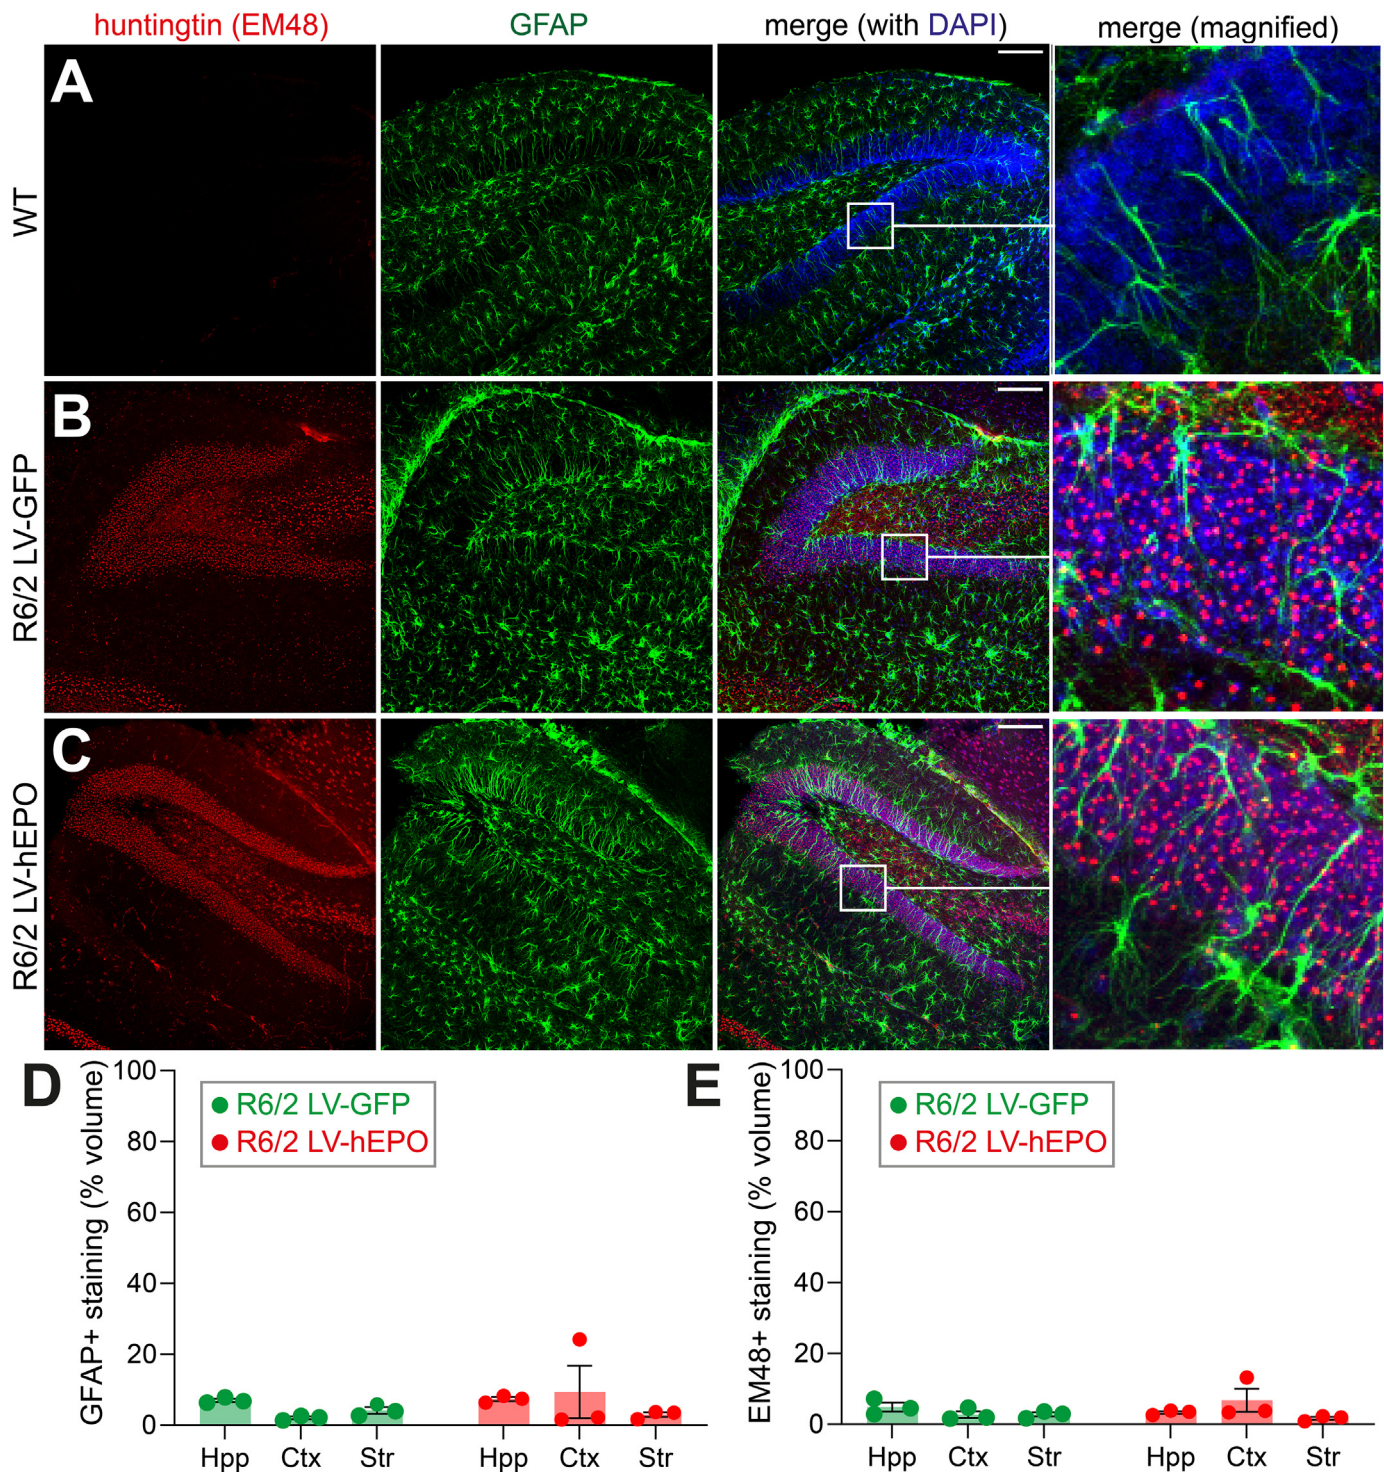 huntingtin (EM48) GFAP merge (with DAPI) merge (magnified)
A
WT
B
R6/2 LV-GFP
C
R6/2 LV-hEPO
D
GFAP+ staining (% volume)
100
80
60
40
20
0
R6/2 LV-GFP
R6/2 LV-hEPO
Hpp Ctx Str Hpp Ctx Str
E
EM48+ staining (% volume)
100
80
60
40
20
0
R6/2 LV-GFP
R6/2 LV-hEPO
Hpp Ctx Str Hpp Ctx Str